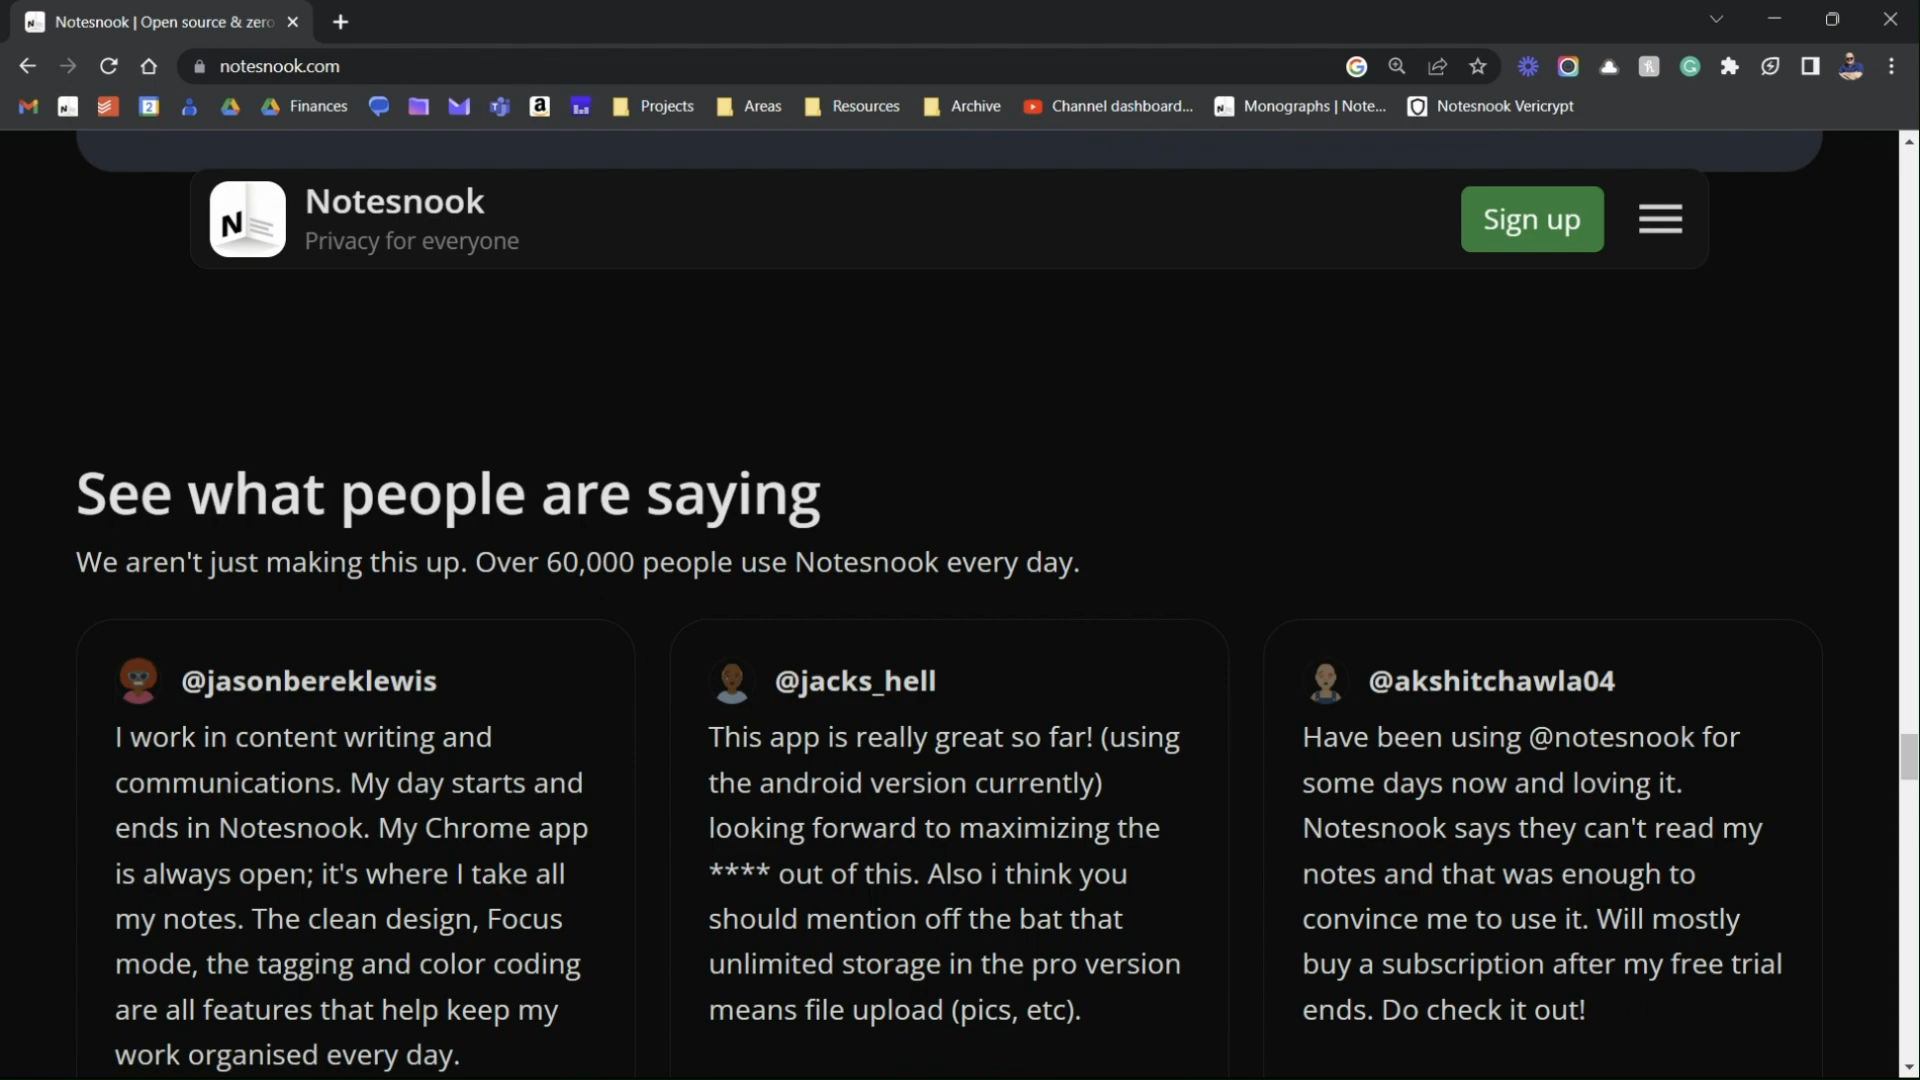 Notesnook | Open source & zero
notesnook.com
Finances
Projects
Areas
Resources
Archive
Channel dashboard...
Monographs | Note...
Notesnook Vericrypt
Notesnook
Privacy for everyone
Sign up
See what people are saying
We aren't just making this up. Over 60,000 people use Notesnook every day.
@jasonbereklewis
I work in content writing and
communications. My day starts and
ends in Notesnook. My Chrome app
is always open; it's where I take all
my notes. The clean design, Focus
mode, the tagging and color coding
are all features that help keep my
work organised every day.
@jacks_hell
This app is really great so far! (using
the android version currently)
looking forward to maximizing the
**** out of this. Also i think you
should mention off the bat that
unlimited storage in the pro version
means file upload (pics, etc).
@akshitchawla04
Have been using @notesnook for
some days now and loving it.
Notesnook says they can't read my
notes and that was enough to
convince me to use it. Will mostly
buy a subscription after my free trial
ends. Do check it out!